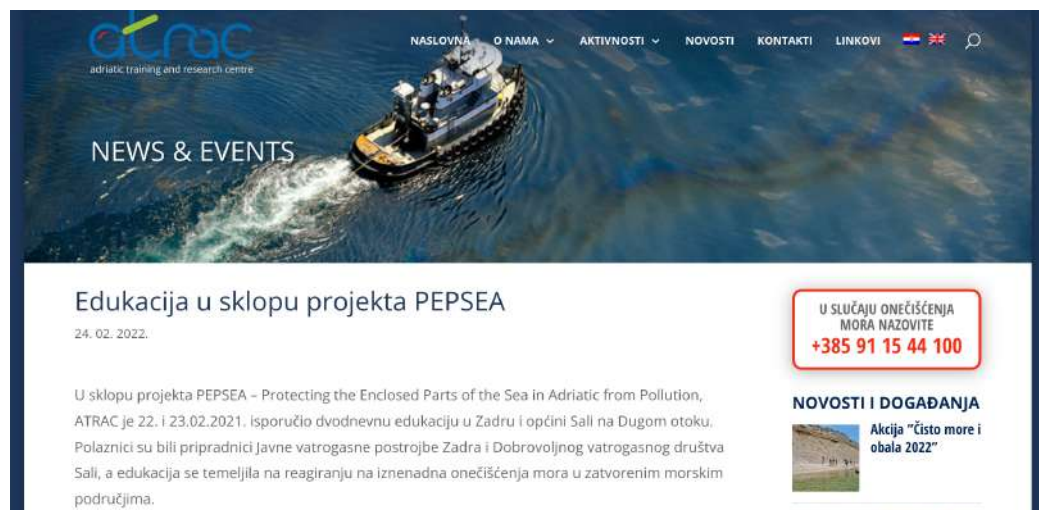 atrac
adriatic training and research centre
NASLOVNA O NAMA AKTIVNOSTI NOVOSTI KONTAKTI LINKOVI
NEWS & EVENTS
Edukacija u sklopu projekta PEPSEA
24. 02. 2022.
U sklopu projekta PEPSEA – Protecting the Enclosed Parts of the Sea in Adriatic from Pollution,
ATRAC je 22. i 23.02.2021. isporučio dvodnevnu edukaciju u Zadru i općini Sali na Dugom otoku.
Polaznici su bili pripradnici Javne vatrogasne postrojbe Zadra i Dobrovoljnog vatrogasnog društva
Sali, a edukacija se temeljila na reagiranju na iznenadna onečišćenja mora u zatvorenim morskim
područjima.
U SLUČAJU ONEČIŠĆENJA
MORA NAZOVITE
+385 91 15 44 100
NOVOSTI I DOGAĐANJA
Akcija "Čisto more i
obala 2022"